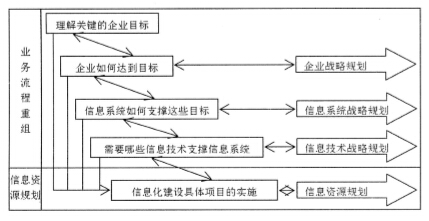 理解关键的企业目标
业务流程重组
企业如何达到目标
企业战略规划
信息系统如何支撑这些目标
信息系统战略规划
需要哪些信息技术支撑信息系统
信息技术战略规划
信息资
源规划
信息化建设具体项目的实施
信息资源规划